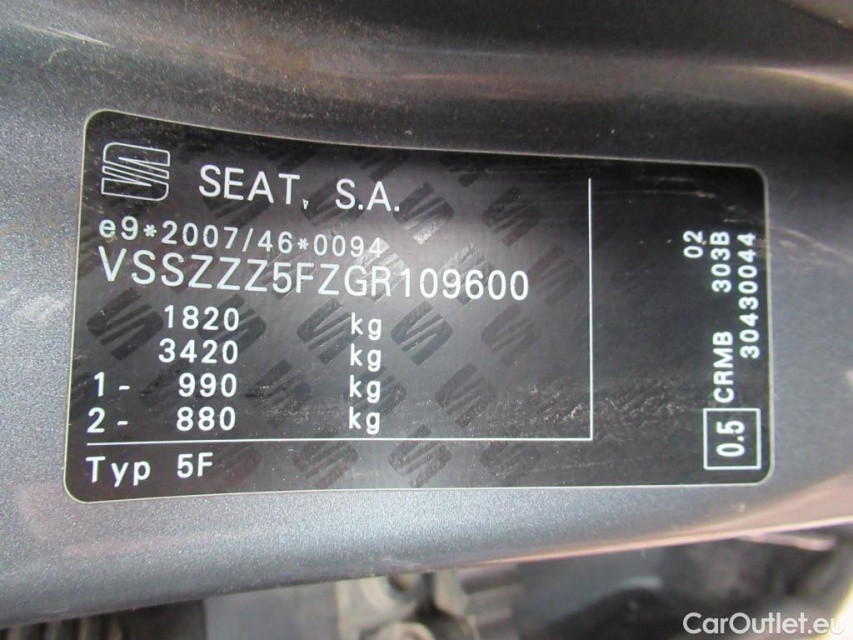 SEAT, S.A.
e9*2007/46*0094
VSSZZZ5FZGR109600
1820 kg
3420 kg
1- 990 kg
2- 880 kg
Typ 5F
02
CRMB 303B
30430044
0.5
CarOutlet.eu